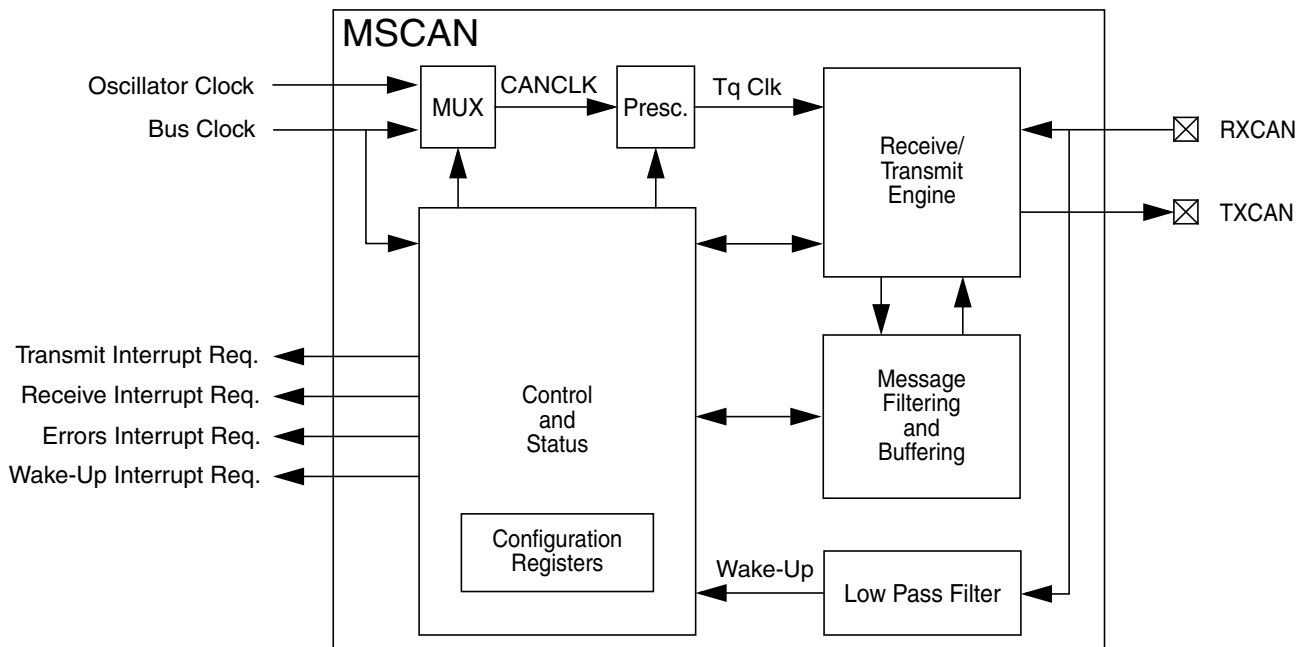 MSCAN
Oscillator Clock
Bus Clock
MUX
CANCLK
Presc.
Tq Clk
Receive/
Transmit
Engine
RXCAN
TXCAN
Transmit Interrupt Req.
Receive Interrupt Req.
Errors Interrupt Req.
Wake-Up Interrupt Req.
Control
and
Status
Message
Filtering
and
Buffering
Configuration
Registers
Wake-Up
Low Pass Filter